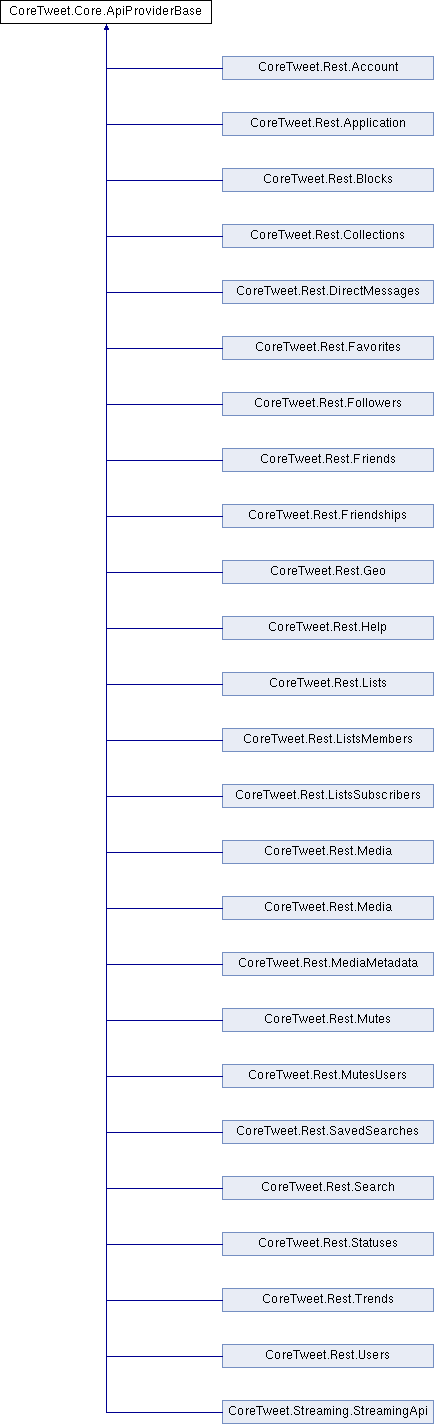 CoreTweet.Core.ApiProviderBase
CoreTweet.Rest.Account
CoreTweet.Rest.Application
CoreTweet.Rest.Blocks
CoreTweet.Rest.Collections
CoreTweet.Rest.DirectMessages
CoreTweet.Rest.Favorites
CoreTweet.Rest.Followers
CoreTweet.Rest.Friends
CoreTweet.Rest.Friendships
CoreTweet.Rest.Geo
CoreTweet.Rest.Help
CoreTweet.Rest.Lists
CoreTweet.Rest.ListsMembers
CoreTweet.Rest.ListsSubscribers
CoreTweet.Rest.Media
CoreTweet.Rest.Media
CoreTweet.Rest.MediaMetadata
CoreTweet.Rest.Mutes
CoreTweet.Rest.MutesUsers
CoreTweet.Rest.SavedSearches
CoreTweet.Rest.Search
CoreTweet.Rest.Statuses
CoreTweet.Rest.Trends
CoreTweet.Rest.Users
CoreTweet.Streaming.StreamingApi